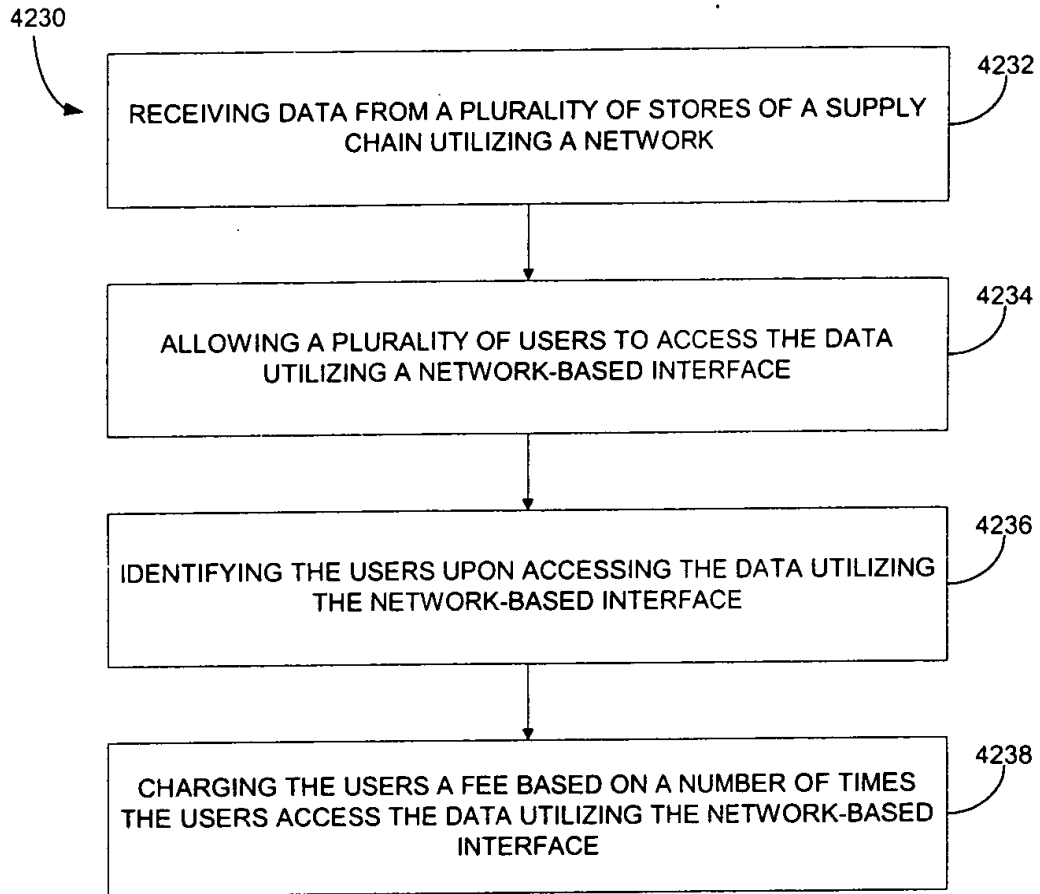 4230
4232
RECEIVING DATA FROM A PLURALITY OF STORES OF A SUPPLY
CHAIN UTILIZING A NETWORK
4234
ALLOWING A PLURALITY OF USERS TO ACCESS THE DATA
UTILIZING A NETWORK-BASED INTERFACE
4236
IDENTIFYING THE USERS UPON ACCESSING THE DATA UTILIZING
THE NETWORK-BASED INTERFACE
4238
CHARGING THE USERS A FEE BASED ON A NUMBER OF TIMES
THE USERS ACCESS THE DATA UTILIZING THE NETWORK-BASED
INTERFACE